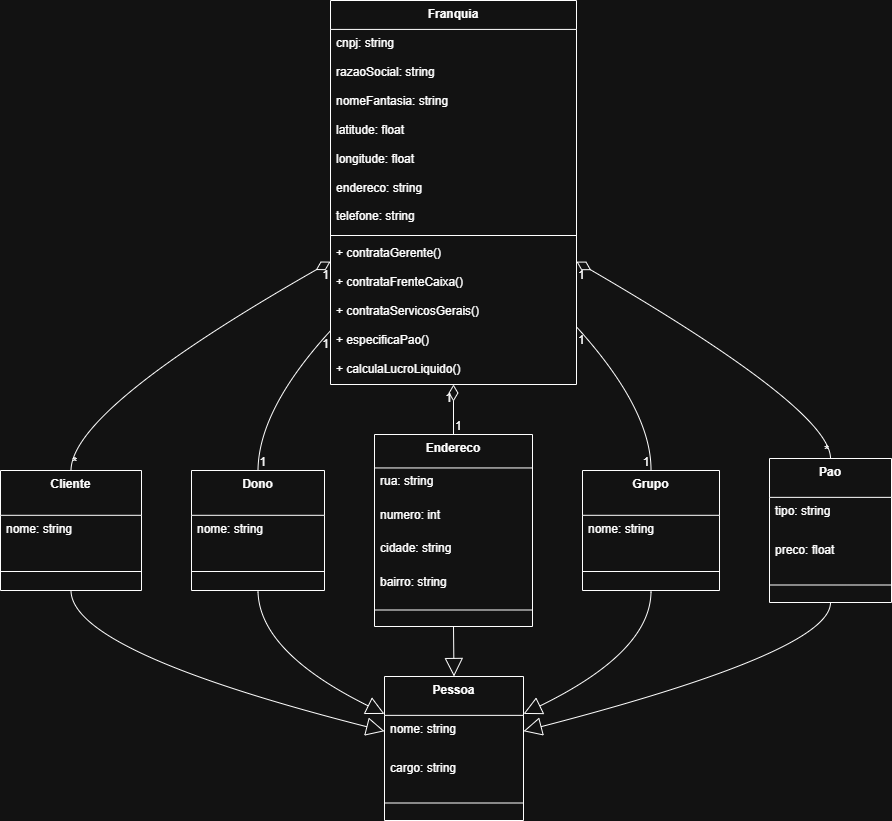 Franquia
cnpj: string
razaoSocial: string
nomeFantasia: string
latitude: float
longitude: float
endereco: string
telefone: string
+ contrataGerente()
+ contrataFrenteCaixa()
+ contrataServicosGerais()
+ especificaPao()
+ calculaLucroLiquido()
1
1
1
1
1
*
1
1
1
*
Cliente
nome: string
Dono
nome: string
Endereco
rua: string
numero: int
cidade: string
bairro: string
Grupo
nome: string
Pao
tipo: string
preco: float
Pessoa
nome: string
cargo: string